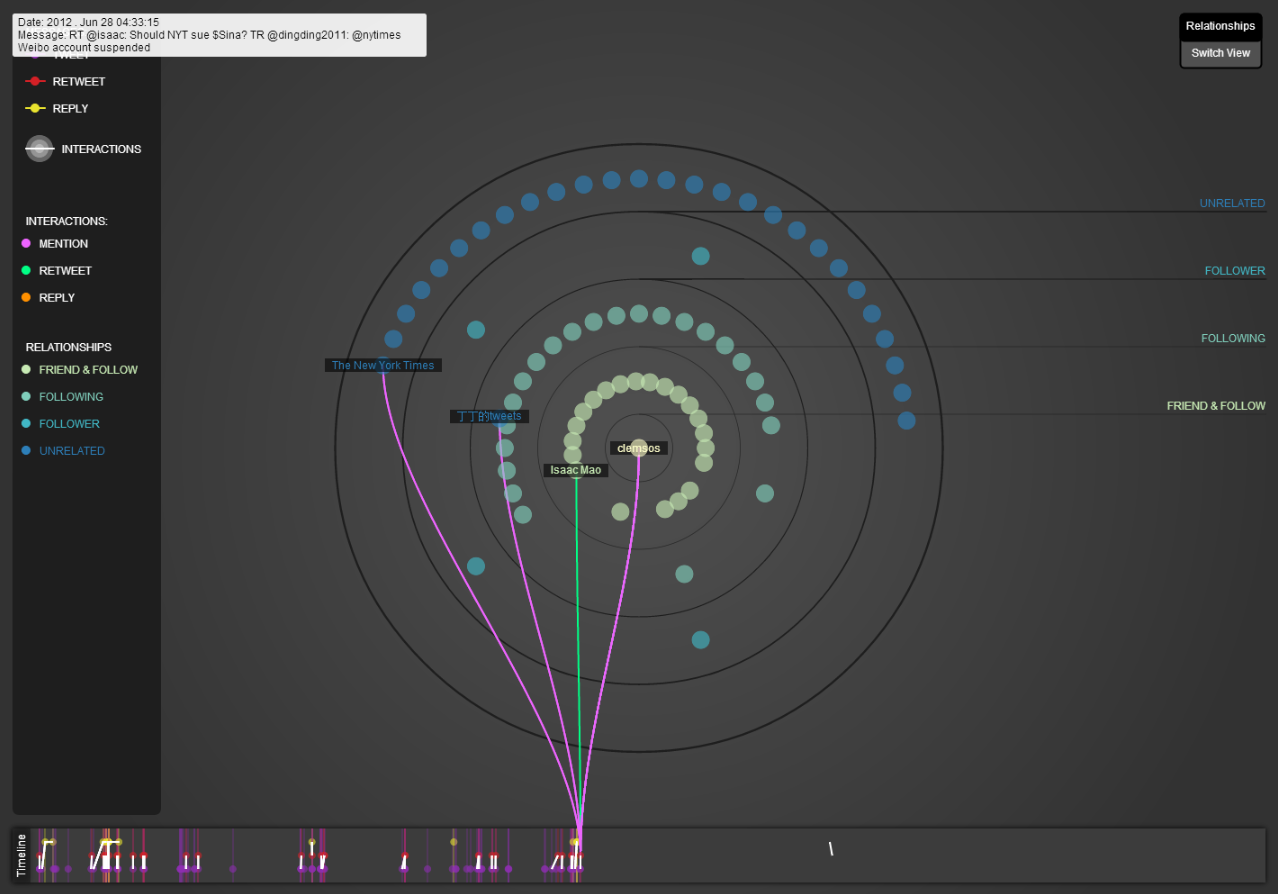 Date: 2012 . Jun 28 04:33:15
Message: RT @isaac: Should NYT sue $Sina? TR @dingding2011: @nytimes
Weibo account suspended
Relationships
Switch View
TWEET
RETWEET
REPLY
INTERACTIONS
INTERACTIONS:
MENTION
RETWEET
REPLY
RELATIONSHIPS
FRIEND & FOLLOW
FOLLOWING
FOLLOWER
UNRELATED
UNRELATED
FOLLOWER
FOLLOWING
FRIEND & FOLLOW
The New York Times
丁丁的tweets
clemsos
Isaac Mao
Timeline